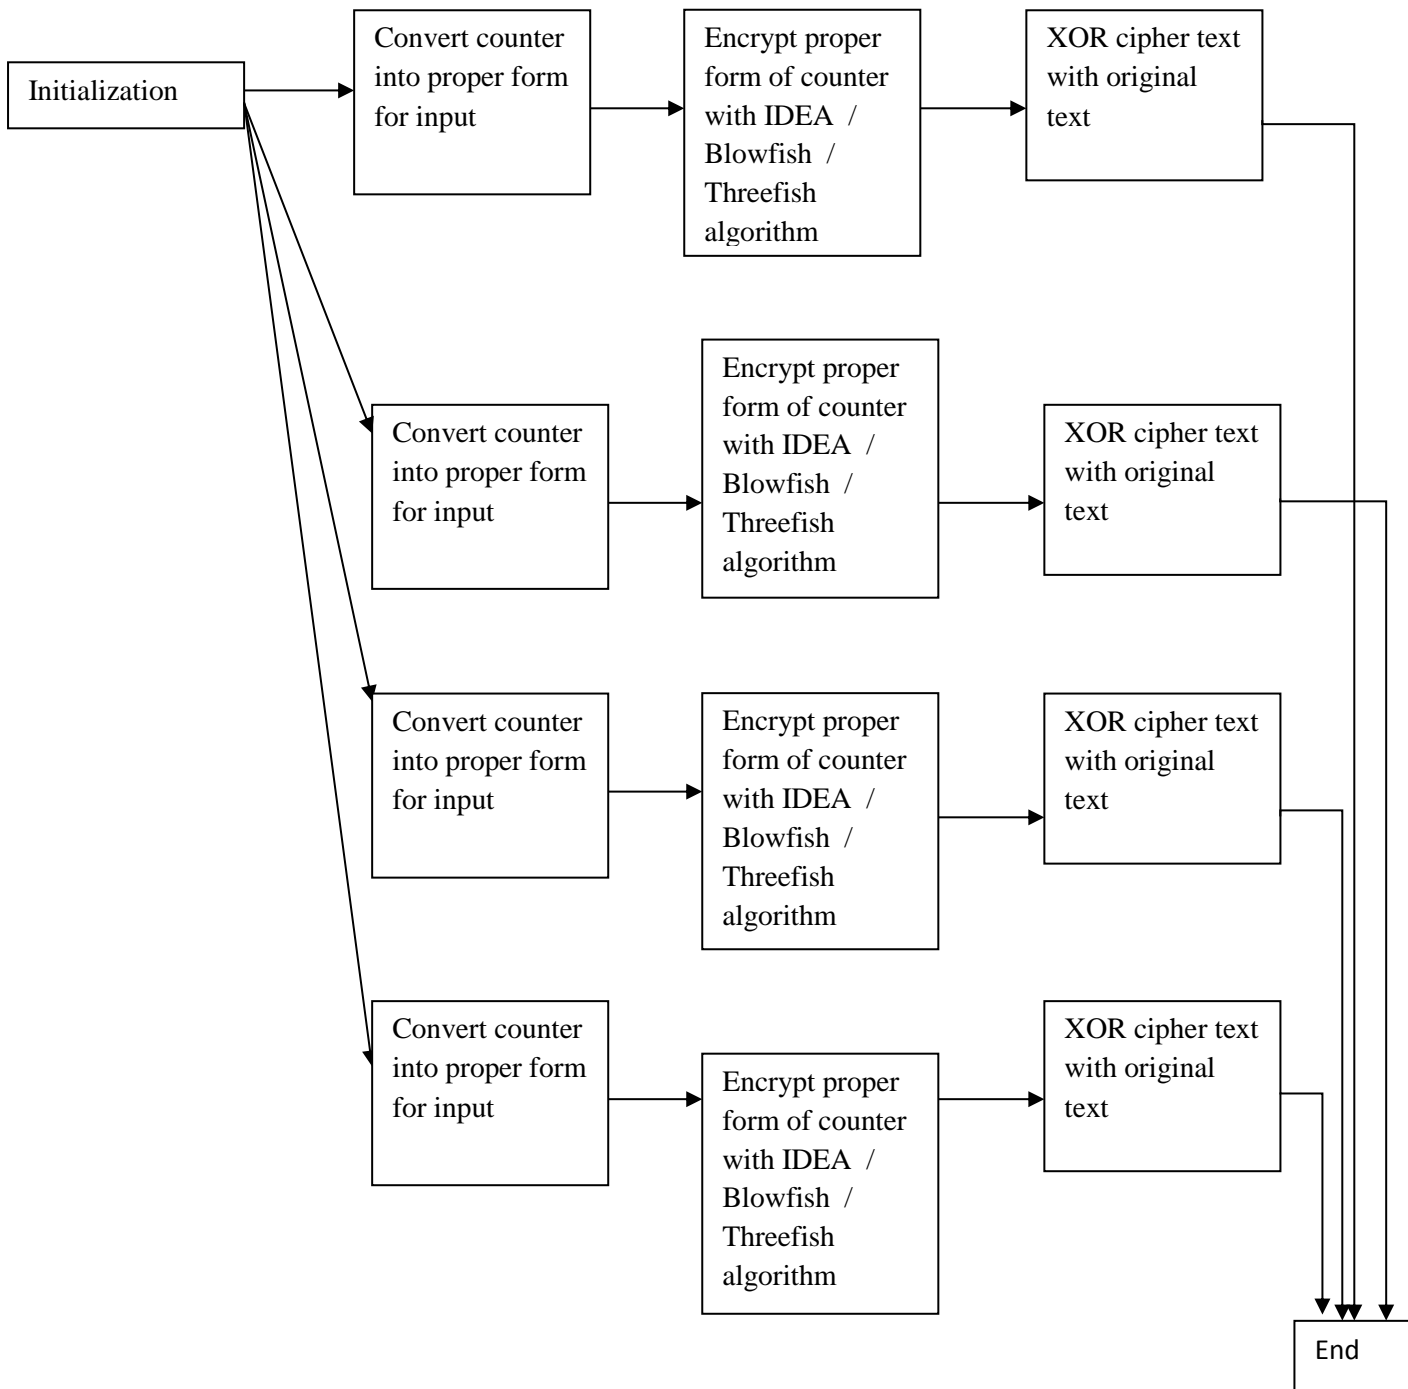 Initialization
Convert counter
into proper form
for input
Encrypt proper
form of counter
with IDEA /
Blowfish /
Threefish
algorithm
XOR cipher text
with original
text
Convert counter
into proper form
for input
Encrypt proper
form of counter
with IDEA /
Blowfish /
Threefish
algorithm
XOR cipher text
with original
text
Convert counter
into proper form
for input
Encrypt proper
form of counter
with IDEA /
Blowfish /
Threefish
algorithm
XOR cipher text
with original
text
Convert counter
into proper form
for input
Encrypt proper
form of counter
with IDEA /
Blowfish /
Threefish
algorithm
XOR cipher text
with original
text
End